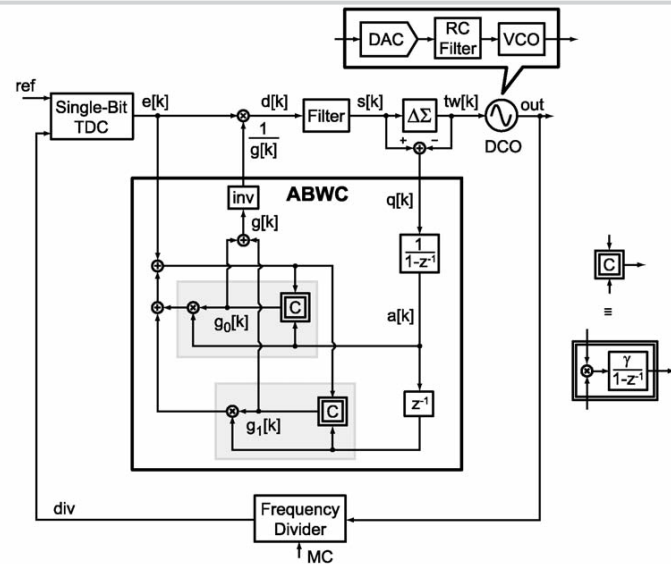 DAC
RC
Filter
VCO
ref
Single-Bit
TDC
e[k]
d[k]
Filter
s[k]
ΔΣ
tw[k]
out
DCO
+
−
1
g[k]
ABWC
inv
g[k]
q[k]
1
1-z⁻¹
C
g₀[k]
a[k]
C
g₁[k]
z⁻¹
C
≡
γ
1-z⁻¹
div
Frequency
Divider
MC